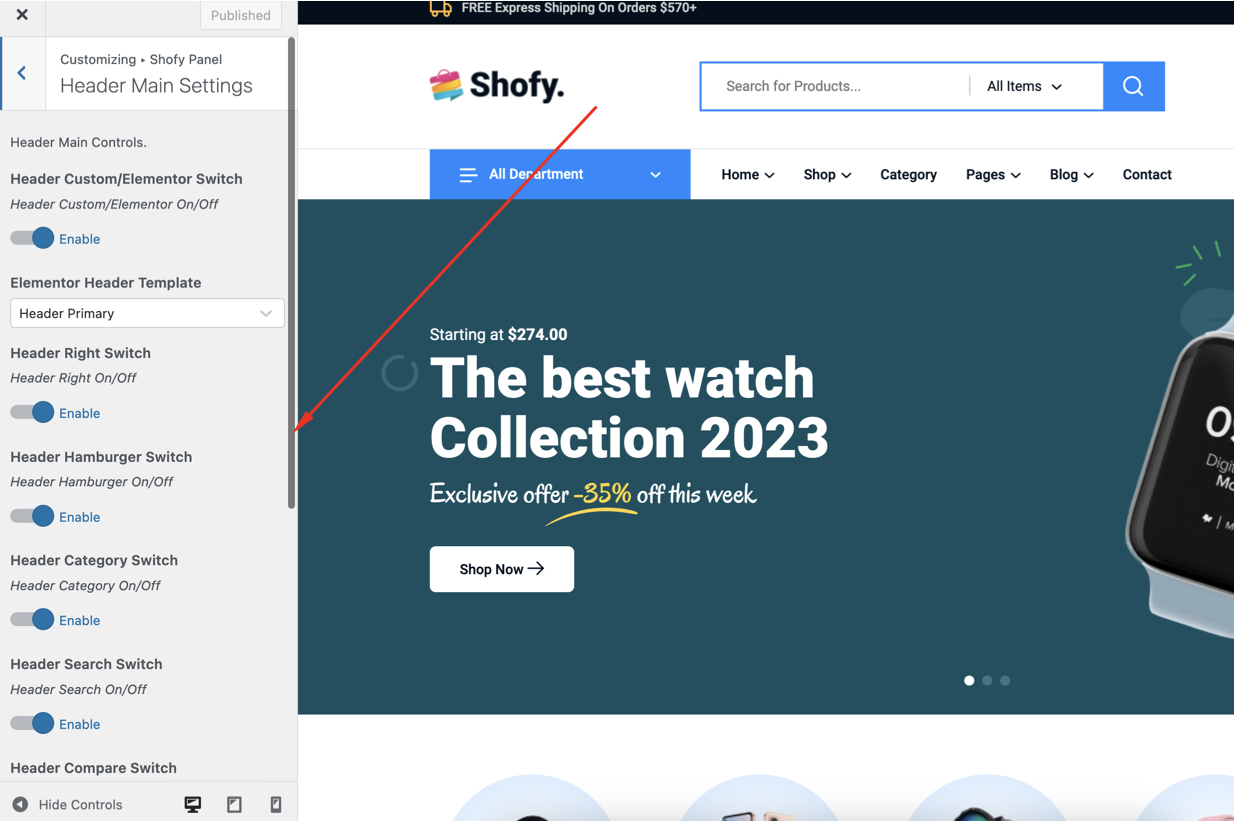 Published
Customizing ▸ Shofy Panel
Header Main Settings
Header Main Controls.
Header Custom/Elementor Switch
Header Custom/Elementor On/Off
Enable
Elementor Header Template
Header Primary
Header Right Switch
Header Right On/Off
Enable
Header Hamburger Switch
Header Hamburger On/Off
Enable
Header Category Switch
Header Category On/Off
Enable
Header Search Switch
Header Search On/Off
Enable
Header Compare Switch
Hide Controls
FREE Express Shipping On Orders $570+
Shofy.
Search for Products...
All Items
All Department
Home
Shop
Category
Pages
Blog
Contact
Starting at $274.00
The best watch
Collection 2023
Exclusive offer -35% off this week
Shop Now